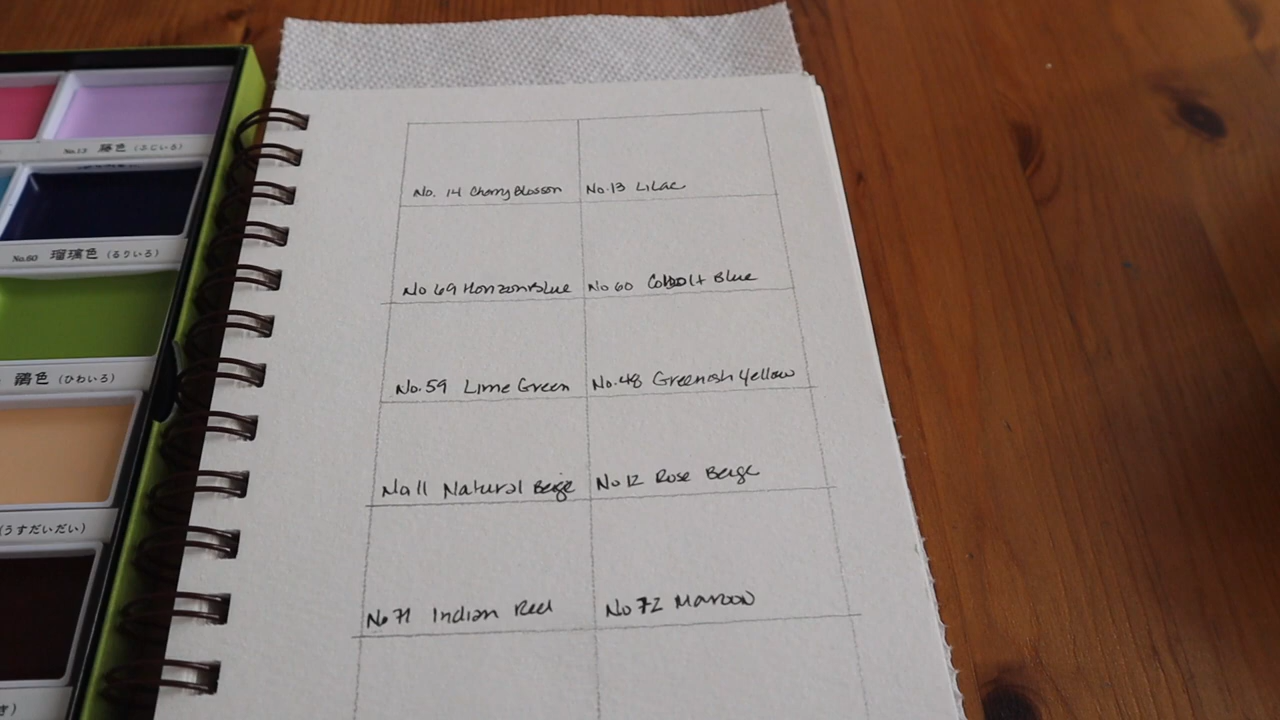 No.13 藤色 (ふじいろ)
No.60 瑠璃色 (るりいろ)
鶸色 (ひわいろ)
(うすだいだい)
No. 14 Cherry Blossom
No.13 Lilac
No 69 Horizon Blue
No 60 Cobolt Blue
No.59 Lime Green
No.48 Greenish Yellow
No 11 Natural Beige
No 12 Rose Beige
No 71 Indian Red
No 72 Maroon